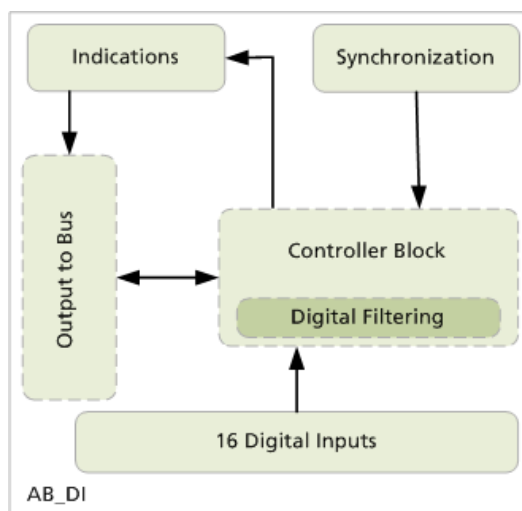 Indications
Synchronization
Output to Bus
Controller Block
Digital Filtering
16 Digital Inputs
AB_DI